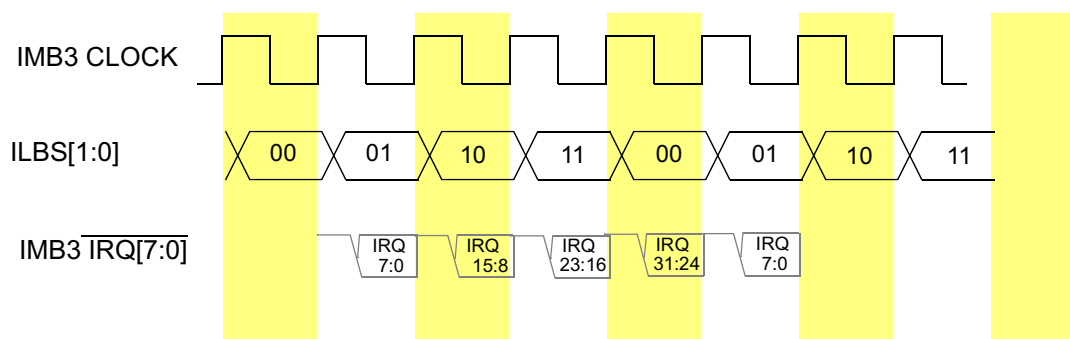 IMB3 CLOCK
ILBS[1:0]
00 01 10 11 00 01 10 11
IMB3 IRQ[7:0]
IRQ 7:0
IRQ 15:8
IRQ 23:16
IRQ 31:24
IRQ 7:0